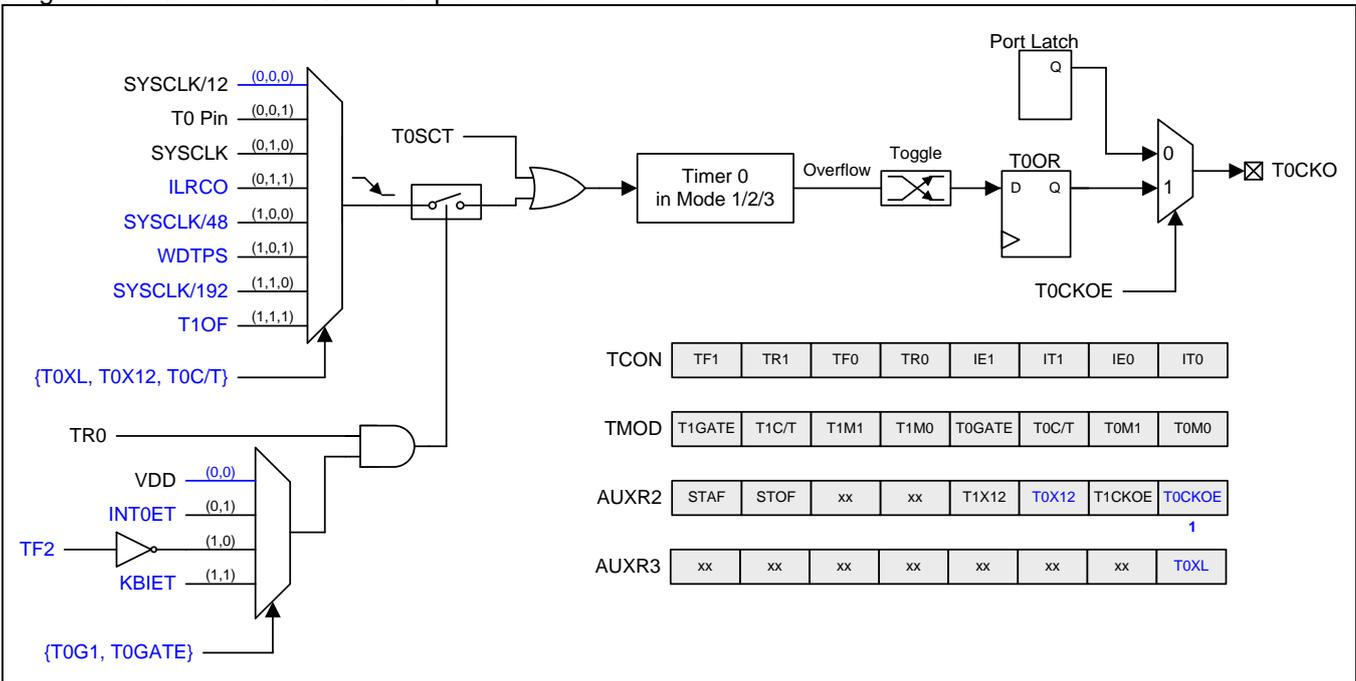 Port Latch
Q
SYSCLK/12 (0,0,0)
T0 Pin (0,0,1)
SYSCLK (0,1,0)
ILRCO (0,1,1)
SYSCLK/48 (1,0,0)
WDTPS (1,0,1)
SYSCLK/192 (1,1,0)
T1OF (1,1,1)
{T0XL, T0X12, T0C/T}
T0SCT
Timer 0
in Mode 1/2/3
Overflow
Toggle
T0OR
D Q
0
1
T0CKO
T0CKOE
TR0
VDD (0,0)
INT0ET (0,1)
TF2 (1,0)
KBIET (1,1)
{T0G1, T0GATE}
TCON TF1 TR1 TF0 TR0 IE1 IT1 IE0 IT0
TMOD T1GATE T1C/T T1M1 T1M0 T0GATE T0C/T T0M1 T0M0
AUXR2 STAF STOF xx xx T1X12 T0X12 T1CKOE T0CKOE
1
AUXR3 xx xx xx xx xx xx xx T0XL